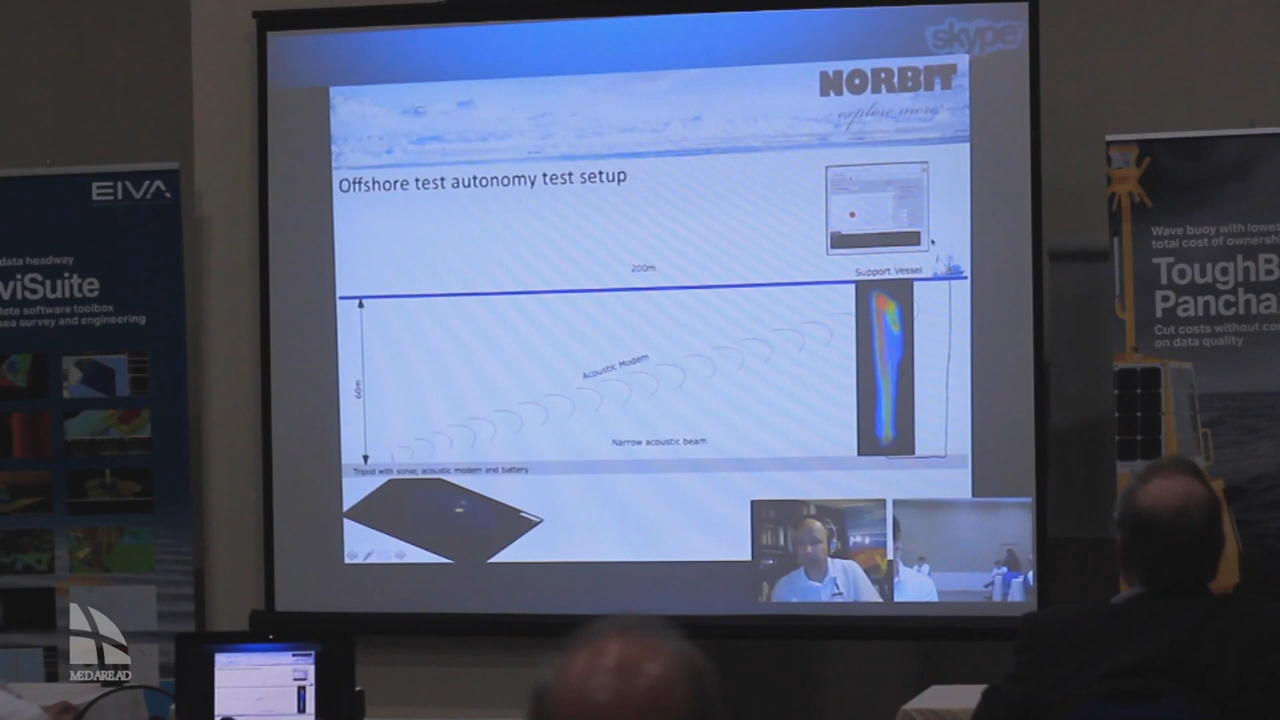 skype
NORBIT
explore more
Offshore test autonomy test setup
200m
Support Vessel
60m
Acoustic Modem
Narrow acoustic beam
Tripod with sonar, acoustic modem and battery
EIVA
data headway
viSuite
lete software toolbox
sea survey and engineering
Wave buoy with lowe
total cost of ownersh
ToughB
Pancha
Cut costs without co
on data quality
MEDAREAD